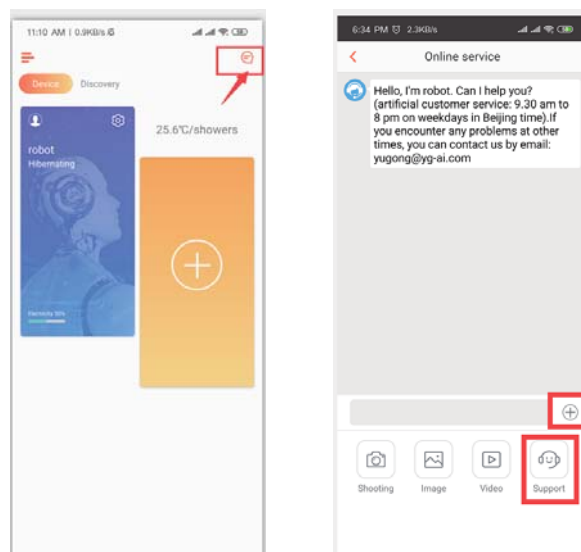 11:10 AM | 0.9KB/s
Device
Discovery
robot
Hibernating
25.6℃/showers
Electricity 50%
6:34 PM
2.3KB/s
Online service
Hello, I'm robot. Can I help you?
(artificial customer service: 9.30 am to
8 pm on weekdays in Beijing time).If
you encounter any problems at other
times, you can contact us by email:
yugong@yg-ai.com
Shooting
Image
Video
Support